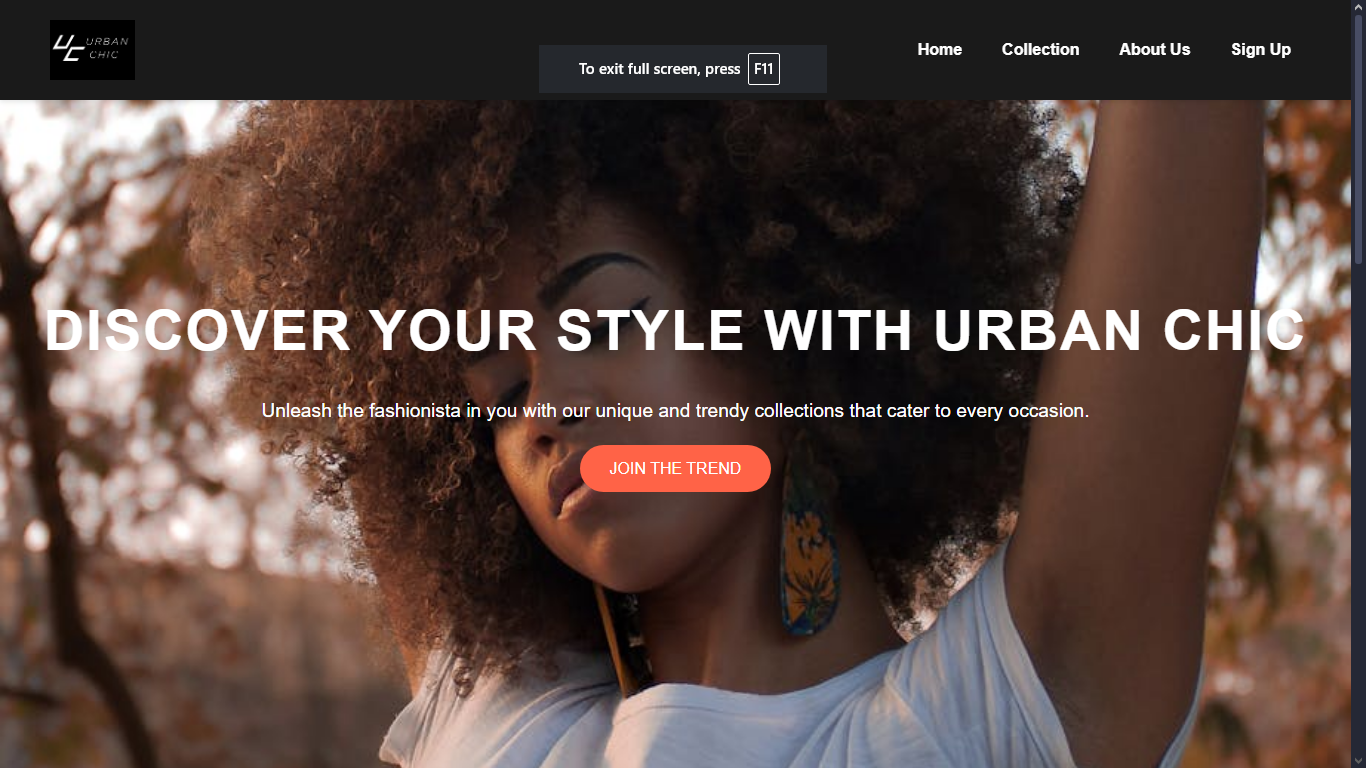 URBAN
CHIC
To exit full screen, press F11
Home
Collection
About Us
Sign Up
DISCOVER YOUR STYLE WITH URBAN CHIC
Unleash the fashionista in you with our unique and trendy collections that cater to every occasion.
JOIN THE TREND